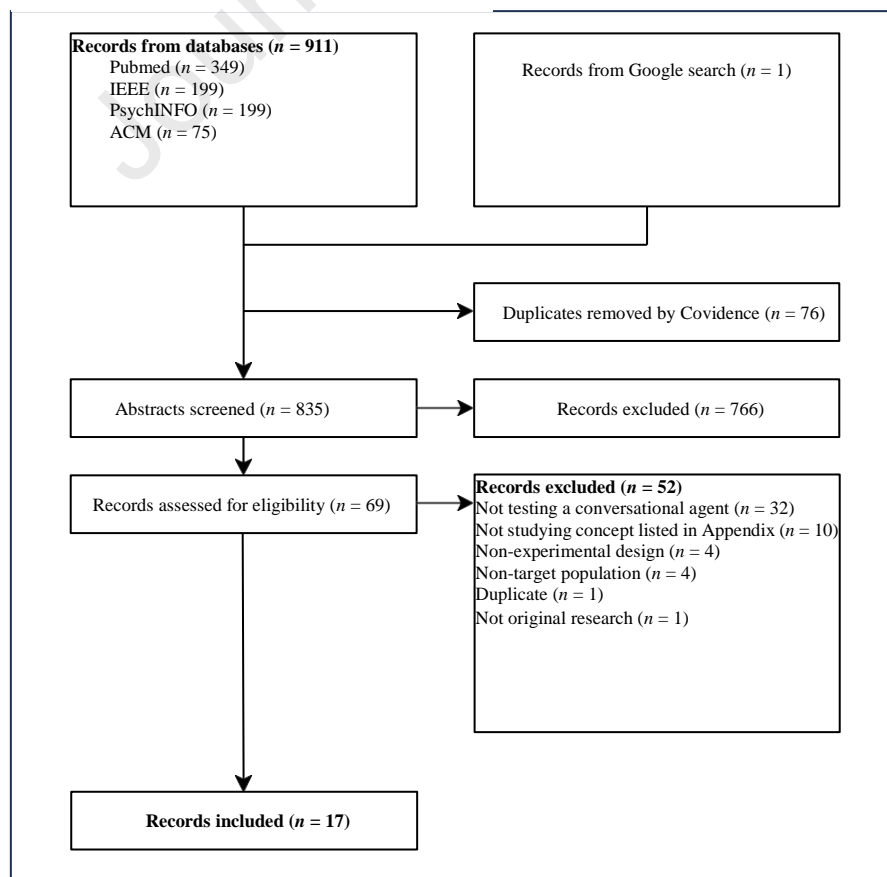 Records from databases (n = 911)
Pubmed (n = 349)
IEEE (n = 199)
PsychINFO (n = 199)
ACM (n = 75)
Records from Google search (n = 1)
Duplicates removed by Covidence (n = 76)
Abstracts screened (n = 835)
Records excluded (n = 766)
Records assessed for eligibility (n = 69)
Records excluded (n = 52)
Not testing a conversational agent (n = 32)
Not studying concept listed in Appendix (n = 10)
Non-experimental design (n = 4)
Non-target population (n = 4)
Duplicate (n = 1)
Not original research (n = 1)
Records included (n = 17)